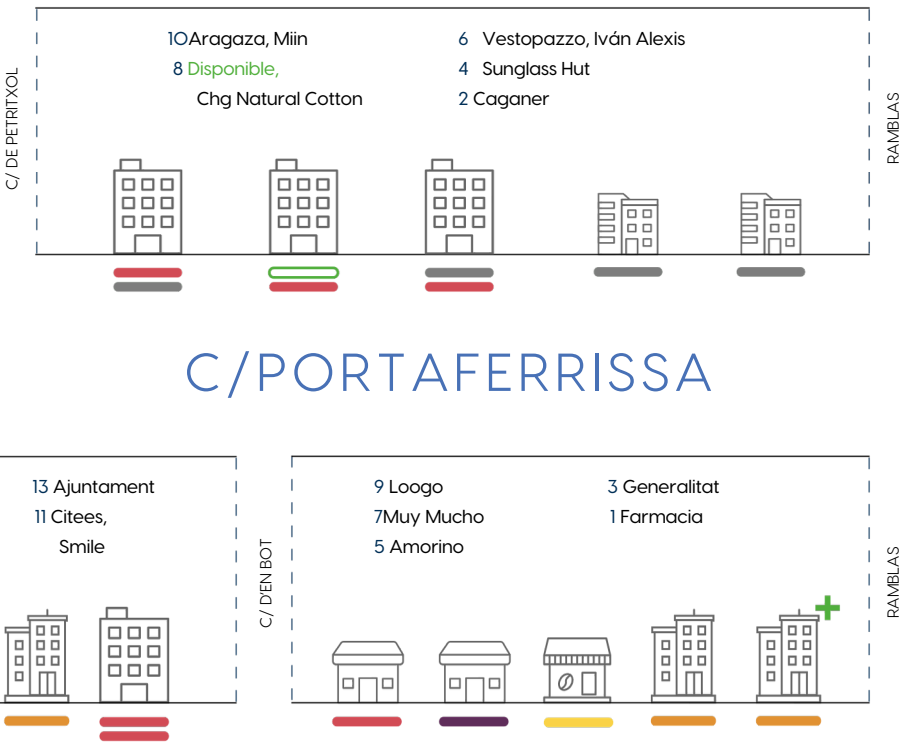 C/ DE PETRITXOL
10Aragaza, Miin
8 Disponible,
Chg Natural Cotton
6 Vestopazzo, Iván Alexis
4 Sunglass Hut
2 Caganer
RAMBLAS
C/PORTAFERRISSA
13 Ajuntament
11 Citees,
Smile
C/ D'EN BOT
9 Loogo
7Muy Mucho
5 Amorino
3 Generalitat
1 Farmacia
RAMBLAS